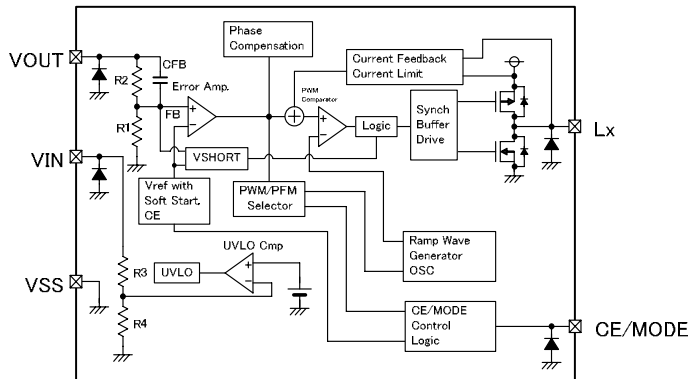 Phase
Compensation
VOUT
CFB
R2
Error Amp.
Current Feedback
Current Limit
PWM
Comparator
FB
R1
Logic
Synch
Buffer
Drive
Lx
VIN
VSHORT
Vref with
Soft Start,
CE
PWM/PFM
Selector
UVLO Cmp
Ramp Wave
Generator
OSC
VSS
R3
UVLO
R4
CE/MODE
Control
Logic
CE/MODE